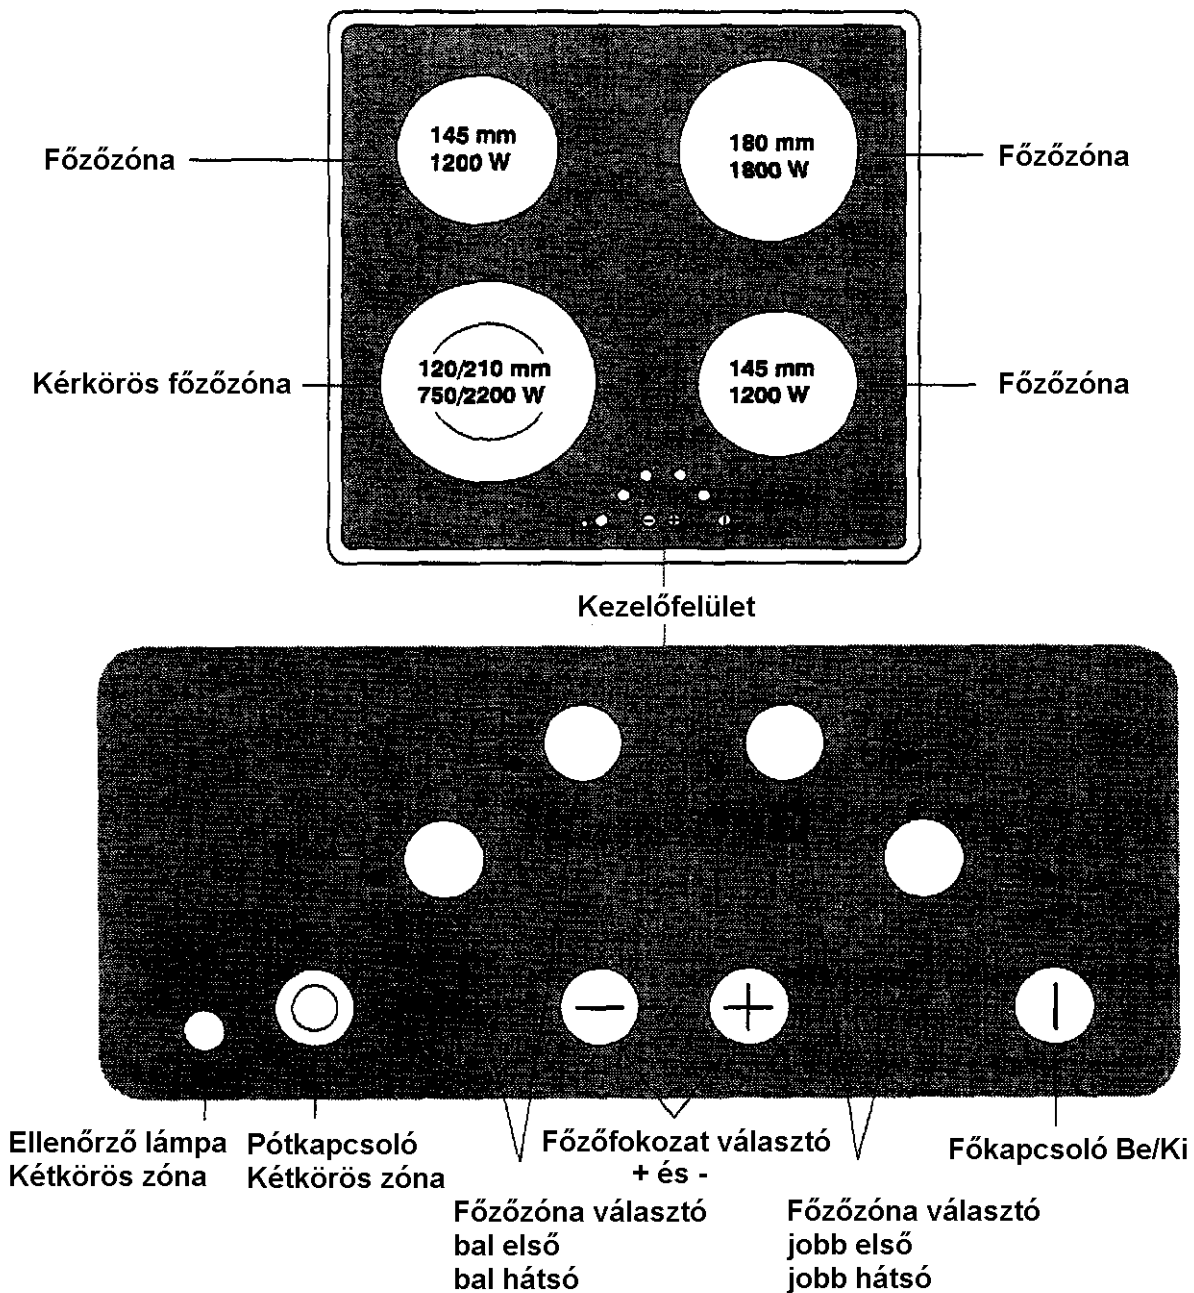 145 mm
1200 W
180 mm
1800 W
Főzőzóna
Főzőzóna
120/210 mm
750/2200 W
145 mm
1200 W
Kérkörös főzőzóna
Főzőzóna
Kezelőfelület
Ellenőrző lámpa
Kétkörös zóna
Pótkapcsoló
Kétkörös zóna
Főzőfokozat választó
+ és -
Főkapcsoló Be/Ki
Főzőzóna választó
bal első
bal hátsó
Főzőzóna választó
jobb első
jobb hátsó